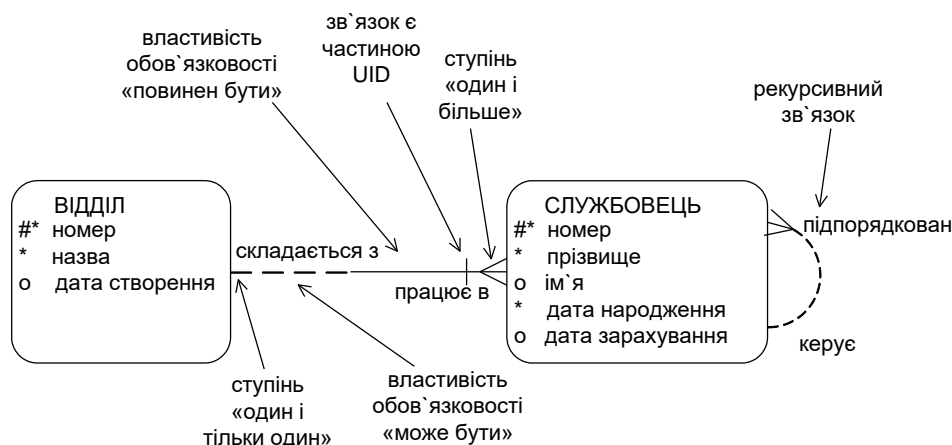 властивість
обов`язковості
«повинен бути»
зв`язок є
частиною
UID
ступінь
«один і
більше»
рекурсивний
зв`язок
ВІДДІЛ
#* номер
* назва
o дата створення
складається з
працює в
СЛУЖБОВЕЦЬ
#* номер
* прізвище
o ім`я
* дата народження
o дата зарахування
підпорядкован
керує
ступінь
«один і
тільки один»
властивість
обов`язковості
«може бути»